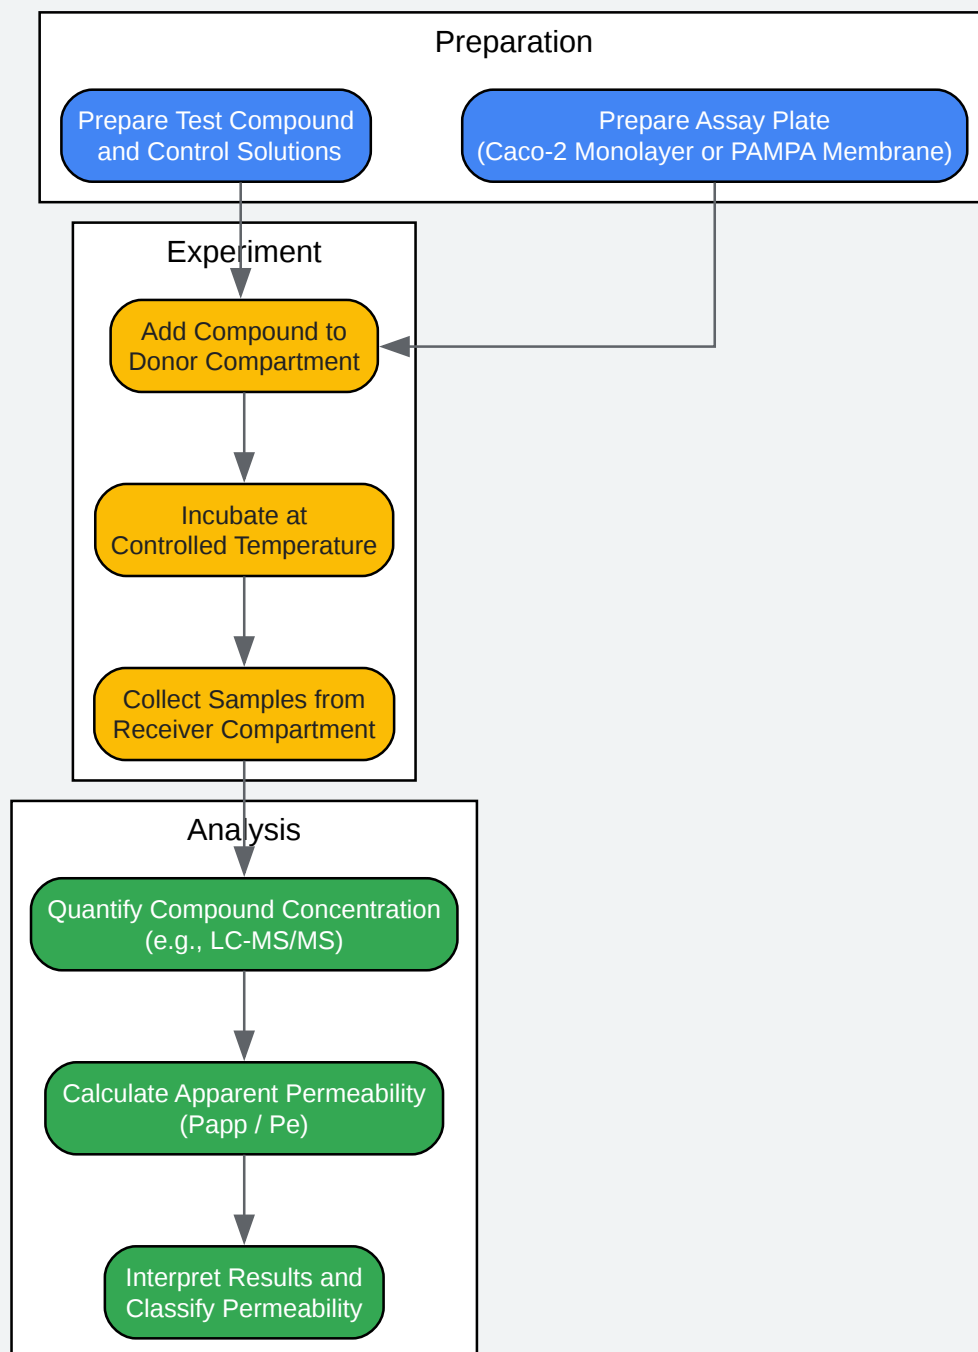 Preparation
Prepare Test Compound
and Control Solutions
Prepare Assay Plate
(Caco-2 Monolayer or PAMPA Membrane)
Experiment
Add Compound to
Donor Compartment
Incubate at
Controlled Temperature
Collect Samples from
Receiver Compartment
Analysis
Quantify Compound Concentration
(e.g., LC-MS/MS)
Calculate Apparent Permeability
(Papp / Pe)
Interpret Results and
Classify Permeability